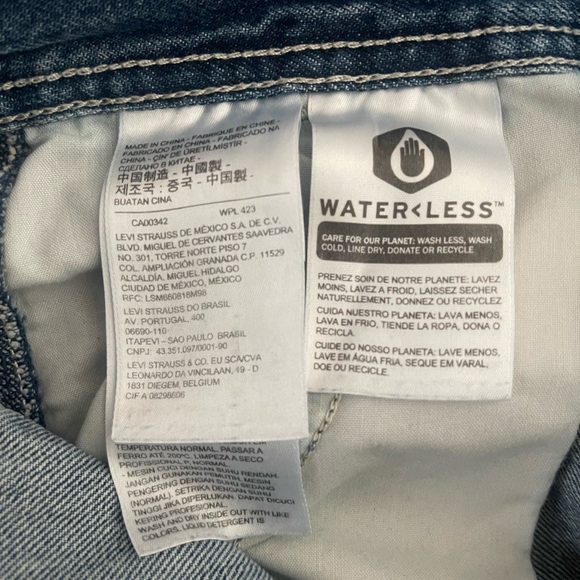 MADE IN CHINA - FABRIQUE EN CHINE -
FABRICADO EN CHINA - FABRICADO EN
CHINA - ÇİN' DE ÜRETİLMİŞTİR -
СДЕЛАНО В КИТАЕ -
中国制造 - 中國製 -
제조국 : 중국 - 中国製 -
BUATAN CINA
CA00342 WPL 423
LEVI STRAUSS DE MÉXICO S.A. DE C.V.
BLVD. MIGUEL DE CERVANTES SAAVEDRA
NO. 301, TORRE NORTE PISO 7
COL. AMPLIACIÓN GRANADA C.P. 11529
ALCALDÍA. MIGUEL HIDALGO
CIUDAD DE MÉXICO, MÉXICO
RFC: LSM660818M98
LEVI STRAUSS DO BRASIL
AV. PORTUGAL, 400
06690-110
ITAPEVI - SAO PAULO BRASIL
CNPJ: 43.351.097/0001-90
LEVI STRAUSS & CO. EU SCA/CVA
LEONARDO DA VINCILAAN, 19 - D
1831 DIEGEM, BELGIUM
CIF A 08298606
TEMPERATURA NORMAL. PASSAR A
FERRO ATÉ 200ºC. LIMPEZA A SECO
PROFISSIONAL P, NORMAL.
- MESIN CUCI DENGAN SUHU RENDAH.
JANGAN GUNAKAN PEMUTIH. MESIN
PENGERING DENGAN SUHU SEDANG
(NORMAL). SETRIKA DENGAN SUHU
TINGGI JIKA DIPERLUKAN. DAPAT DICUCI
KERING PROFESIONAL.
WASH AND DRY INSIDE OUT WITH LIKE
COLORS. LIQUID DETERGENT IS
WATER<LESS™
CARE FOR OUR PLANET: WASH LESS, WASH
COLD, LINE DRY, DONATE OR RECYCLE
PRENEZ SOIN DE NOTRE PLANETE: LAVEZ
MOINS, LAVEZ A FROID, LAISSEZ SECHER
NATURELLEMENT, DONNEZ OU RECYCLEZ
CUIDA NUESTRO PLANETA: LAVA MENOS,
LAVA EN FRIO, TIENDE LA ROPA, DONA O
RECICLA.
CUIDE DO NOSSO PLANETA: LAVE MENOS,
LAVE EM ÁGUA FRIA, SEQUE EM VARAL,
DOE OU RECICLE.